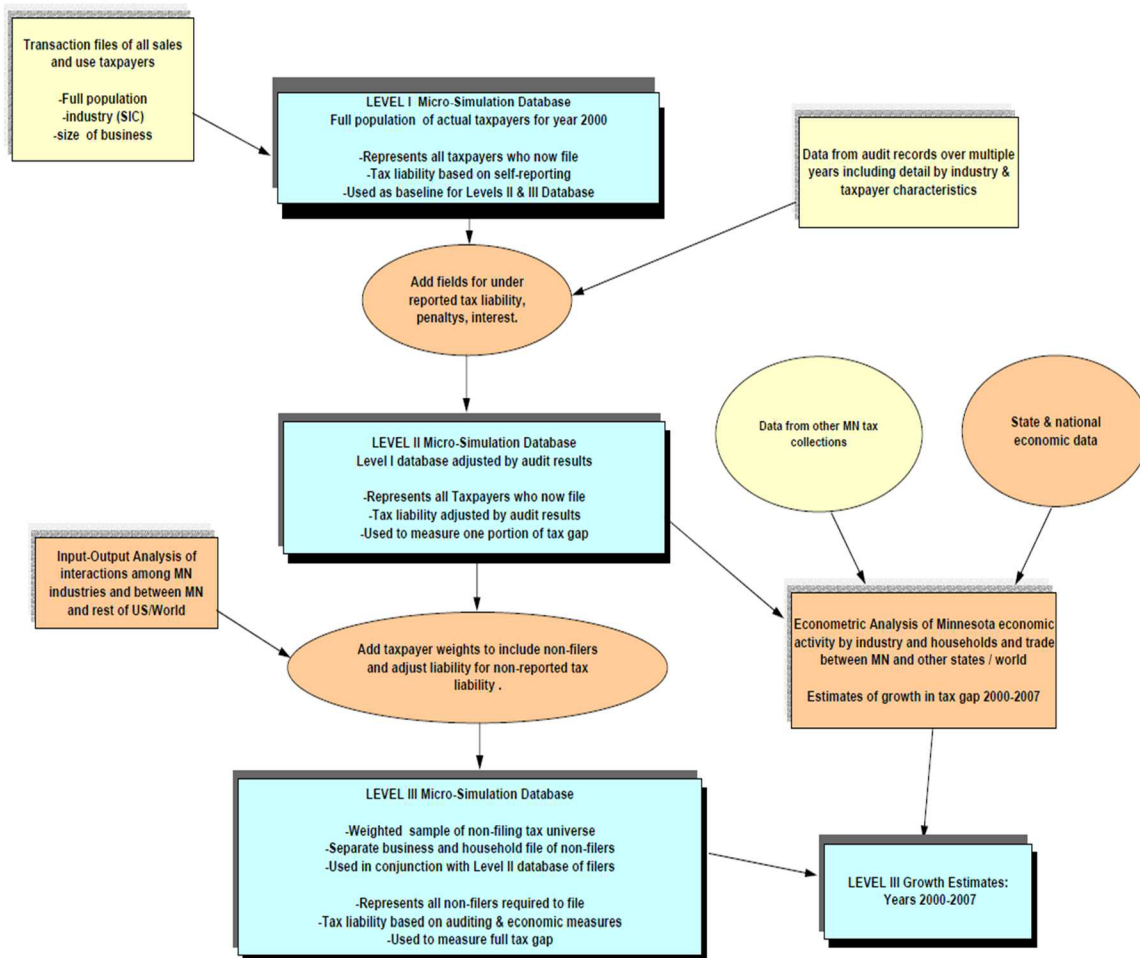 Transaction files of all sales
and use taxpayers
-Full population
-industry (SIC)
-size of business
LEVEL I Micro-Simulation Database
Full population of actual taxpayers for year 2000
-Represents all taxpayers who now file
-Tax liability based on self-reporting
-Used as baseline for Levels II & III Database
Data from audit records over multiple
years including detail by industry &
taxpayer characteristics
Add fields for under
reported tax liability,
penaltys, interest.
LEVEL II Micro-Simulation Database
Level I database adjusted by audit results
-Represents all Taxpayers who now file
-Tax liability adjusted by audit results
-Used to measure one portion of tax gap
Data from other MN tax
collections
State & national
economic data
Input-Output Analysis of
interactions among MN
industries and between MN
and rest of US/World
Add taxpayer weights to include non-filers
and adjust liability for non-reported tax
liability .
Econometric Analysis of Minnesota economic
activity by industry and households and trade
between MN and other states / world
Estimates of growth in tax gap 2000-2007
LEVEL III Micro-Simulation Database
-Weighted sample of non-filing tax universe
-Separate business and household file of non-filers
-Used in conjunction with Level II database of filers
-Represents all non-filers required to file
-Tax liability based on auditing & economic measures
-Used to measure full tax gap
LEVEL III Growth Estimates:
Years 2000-2007